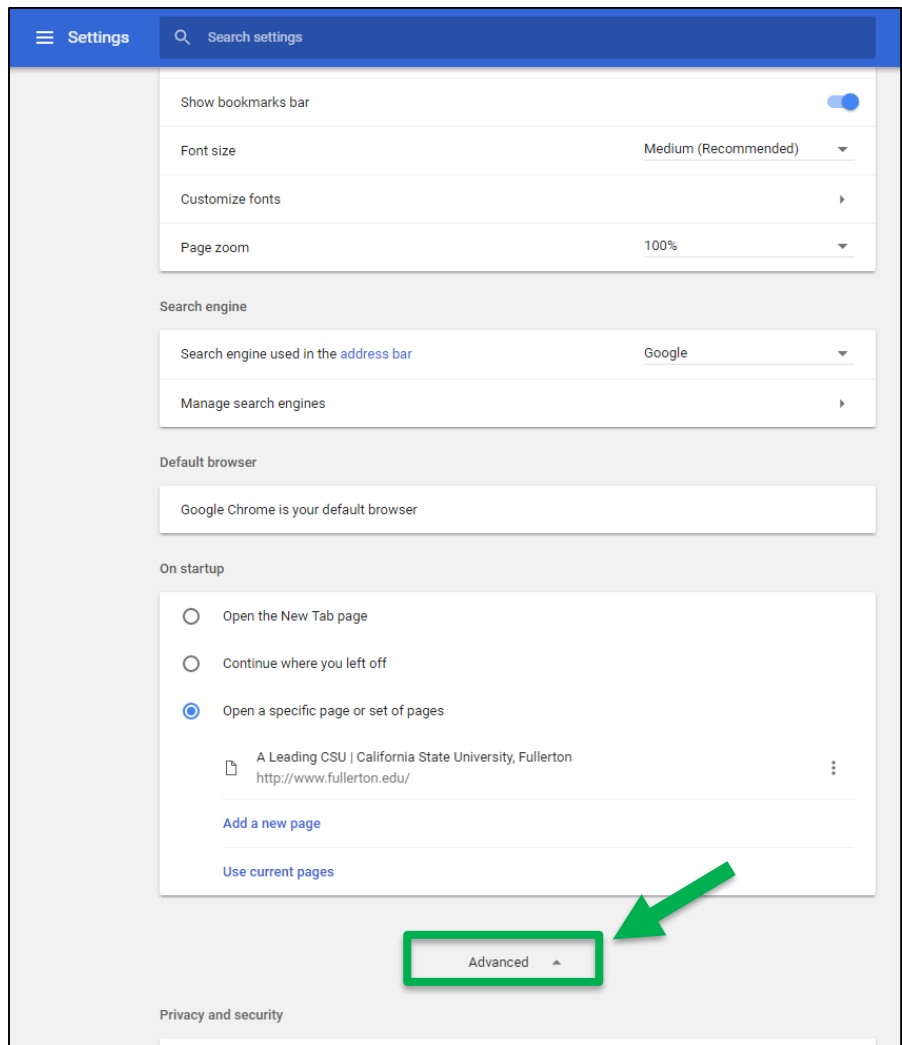 Settings
Search settings
Show bookmarks bar
Font size Medium (Recommended)
Customize fonts
Page zoom 100%
Search engine
Search engine used in the address bar Google
Manage search engines
Default browser
Google Chrome is your default browser
On startup
Open the New Tab page
Continue where you left off
Open a specific page or set of pages
A Leading CSU | California State University, Fullerton
http://www.fullerton.edu/
Add a new page
Use current pages
Advanced
Privacy and security